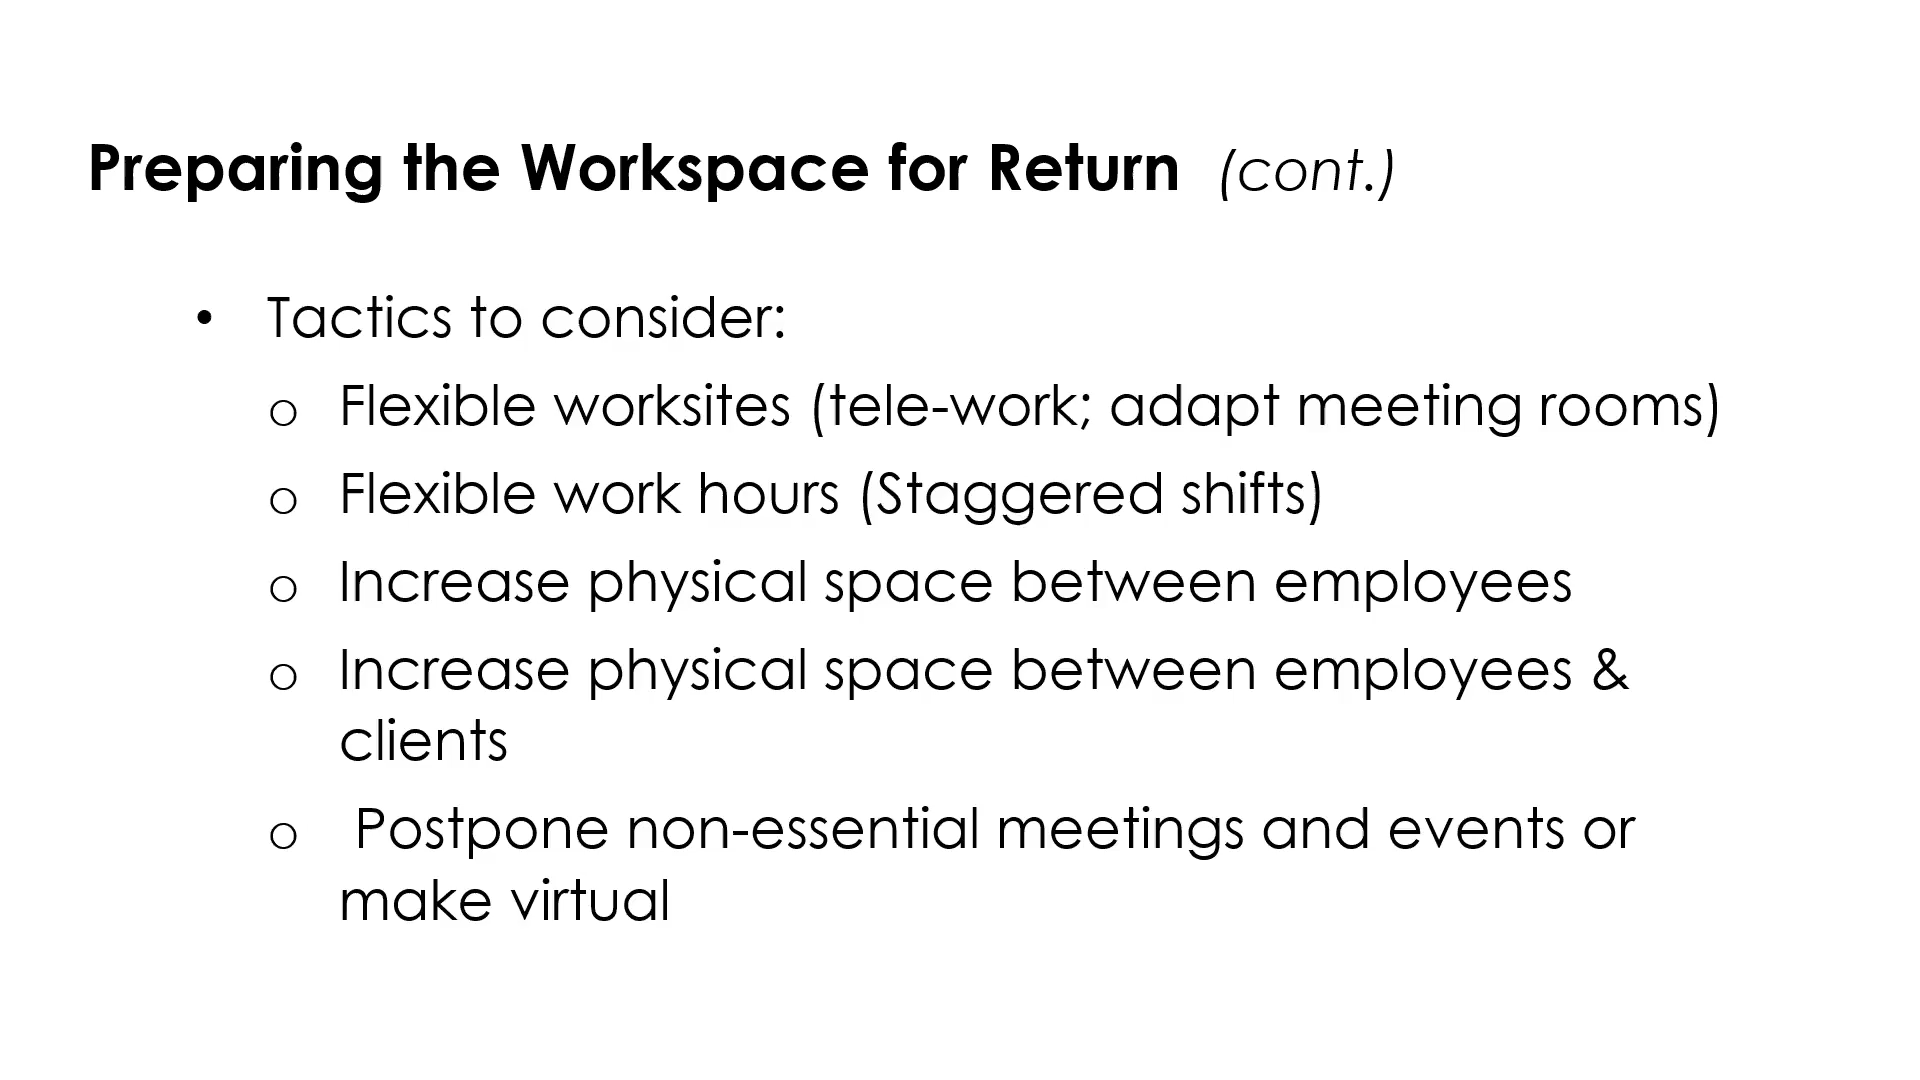 Preparing the Workspace for Return (cont.)
• Tactics to consider:
o Flexible worksites (tele-work; adapt meeting rooms)
o Flexible work hours (Staggered shifts)
o Increase physical space between employees
o Increase physical space between employees &
clients
o Postpone non-essential meetings and events or
make virtual